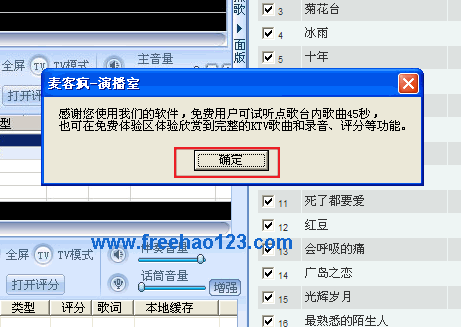 点歌
面版
3 菊花台
4 冰雨
5 十年
主音量
全屏 TV TV模式
打开评分
麦客疯-演播室
感谢您使用我们的软件，免费用户可试听点歌台内歌曲45秒，
也可在免费体验区体验欣赏到完整的KTV歌曲和录音、评分等功能。
确定
11 死了都要爱
12 红豆
13 会呼吸的痛
14 广岛之恋
15 光辉岁月
16 最熟悉的陌生人
www.freehao123.com
伴奏音量
全屏 TV TV模式
打开评分
话筒音量
增强
类型 评分 歌词 本地缓存